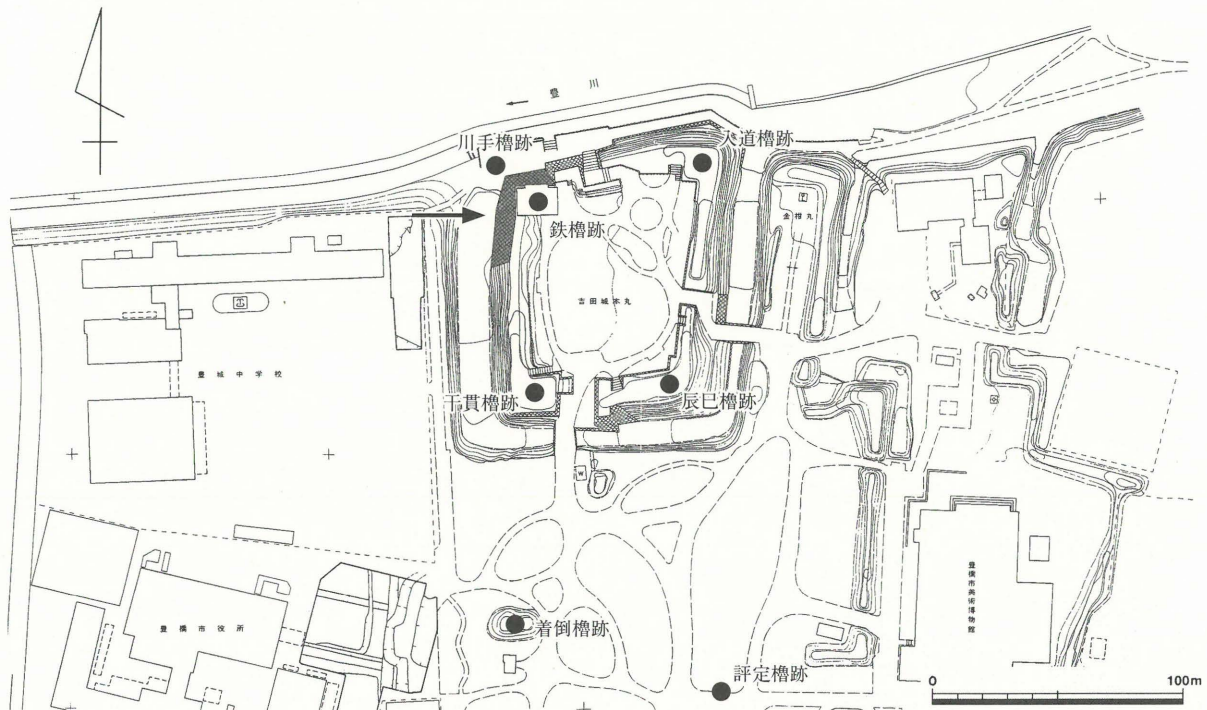 豊川
川手櫓跡
入道櫓跡
鉄櫓跡
金柑丸
吉田城本丸
豊城中学校
千貫櫓跡
辰巳櫓跡
豊橋市美術博物館
豊橋市役所
着倒櫓跡
評定櫓跡
0
100m